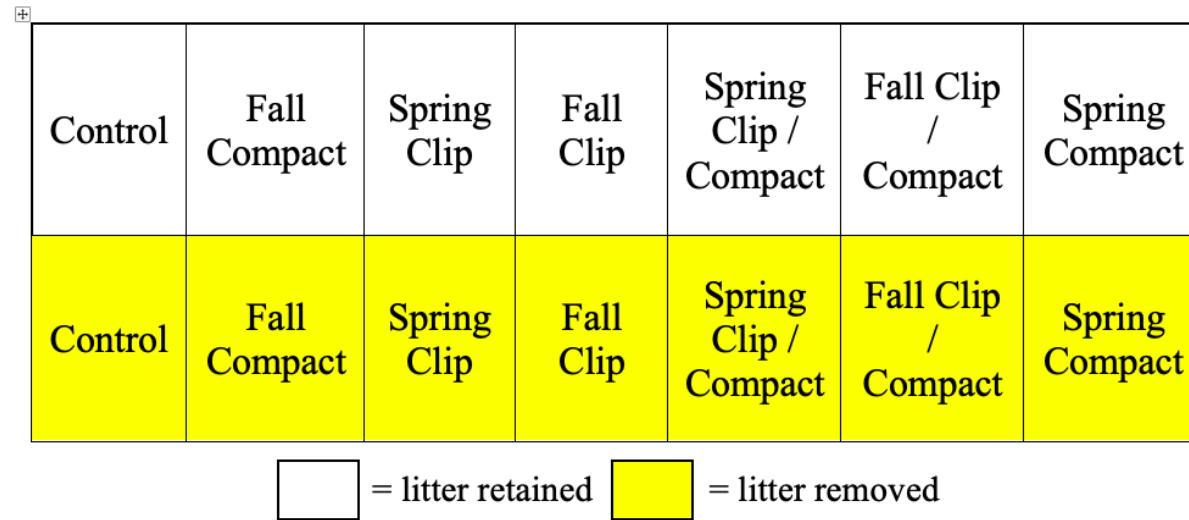 Control
Fall
Compact
Spring
Clip
Fall
Clip
Spring
Clip /
Compact
Fall Clip
/
Compact
Spring
Compact
Control
Fall
Compact
Spring
Clip
Fall
Clip
Spring
Clip /
Compact
Fall Clip
/
Compact
Spring
Compact
= litter retained
= litter removed